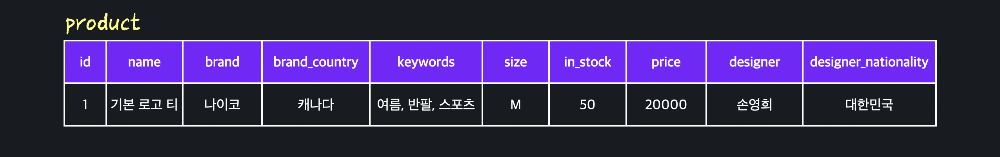 product
id name brand brand_country keywords size in_stock price designer designer_nationality
1 기본 로고 티 나이코 캐나다 여름, 반팔, 스포츠 M 50 20000 손영희 대한민국